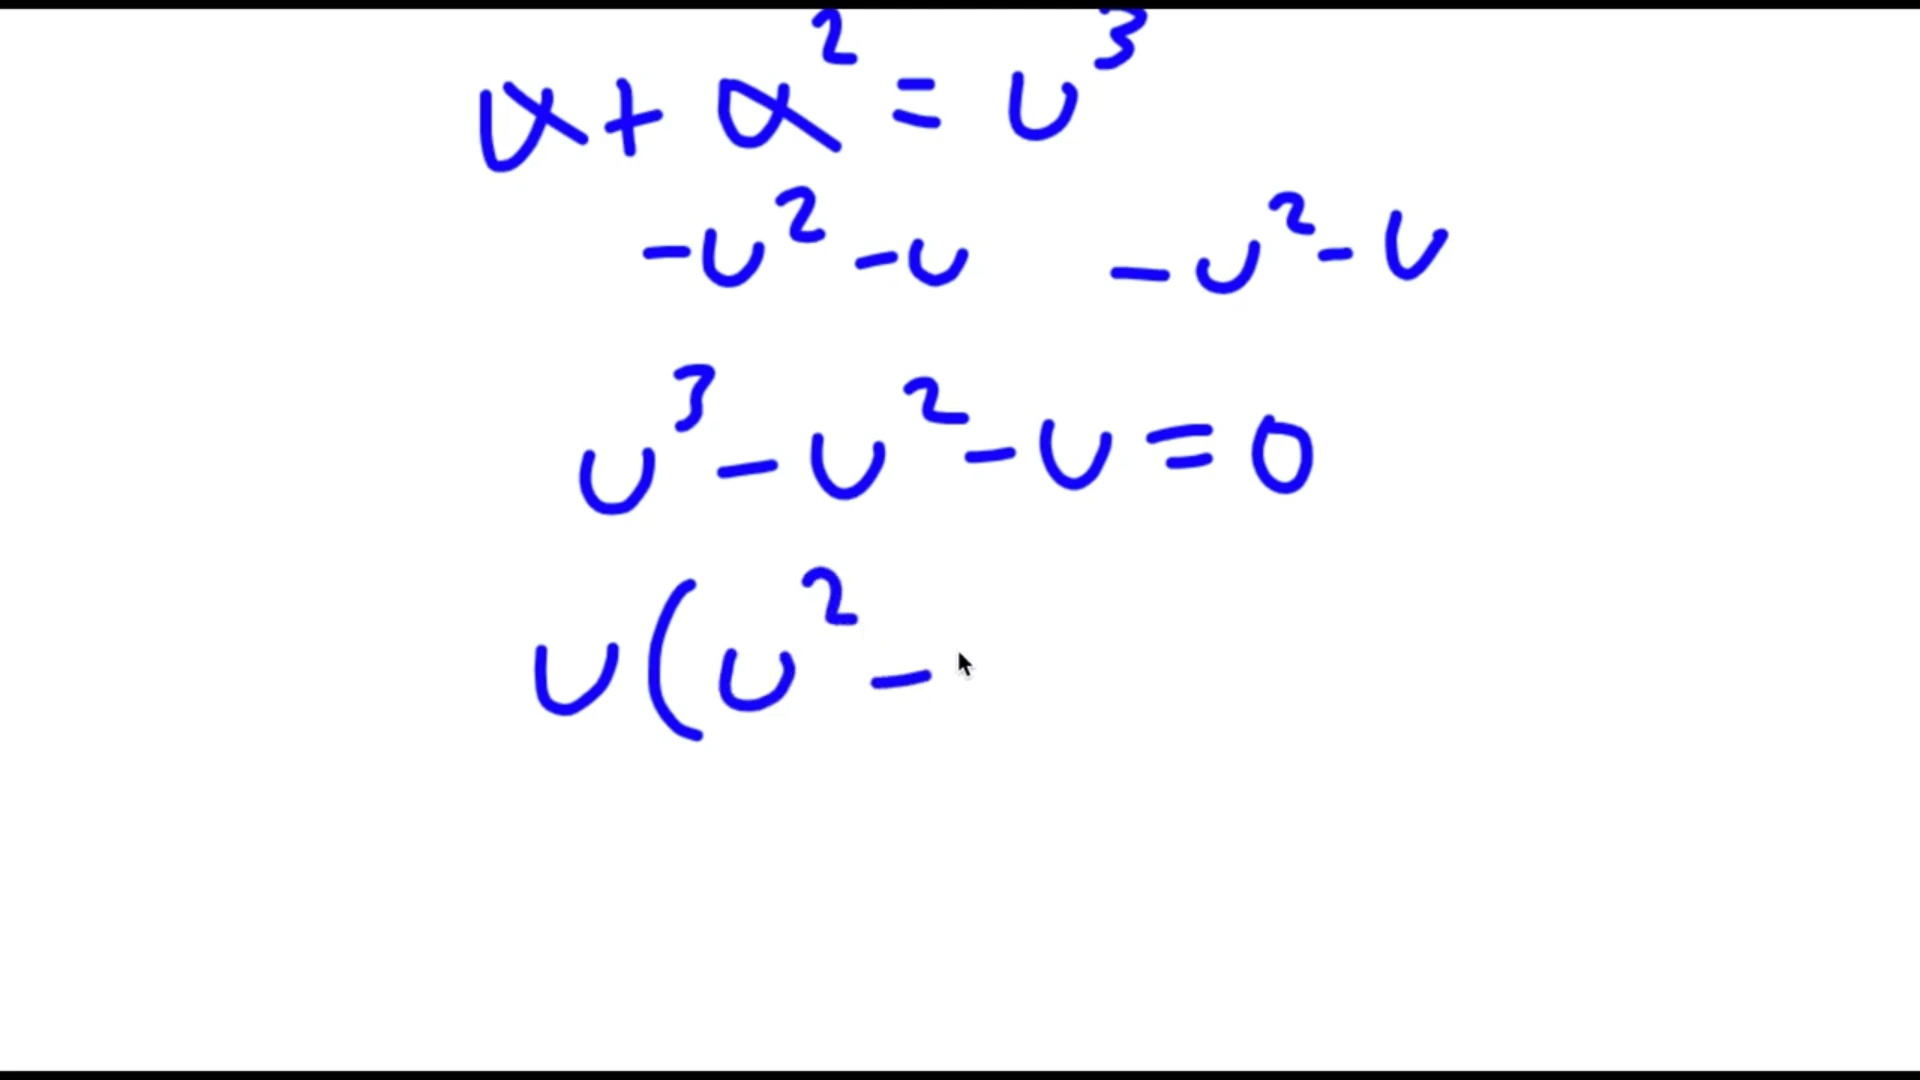 u + u² = u³
-u² - u -u² - u
u³ - u² - u = 0
u(u² -